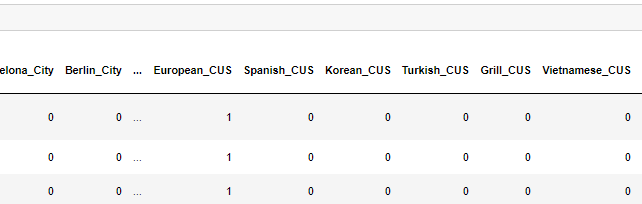 elona_City Berlin_City ... European_CUS Spanish_CUS Korean_CUS Turkish_CUS Grill_CUS Vietnamese_CUS
0 0 ... 1 0 0 0 0 0
0 0 ... 1 0 0 0 0 0
0 0 ... 1 0 0 0 0 0